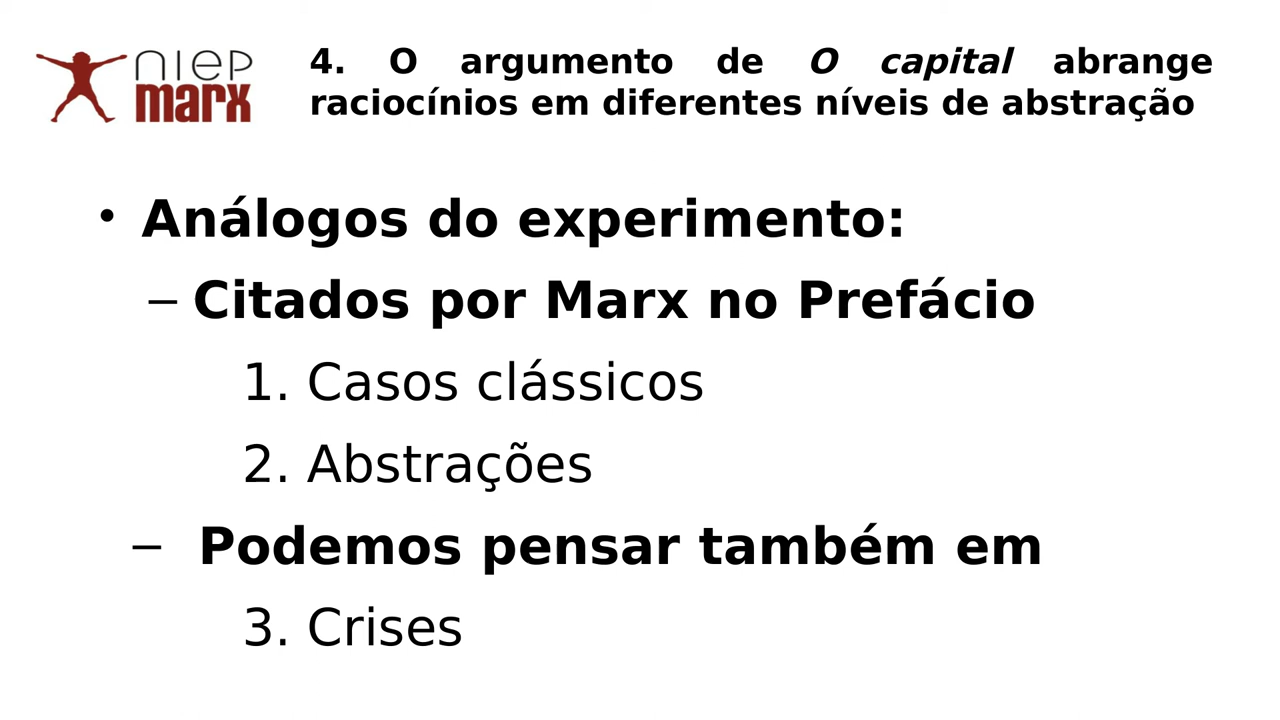 niep
marx
4. O argumento de O capital abrange
raciocínios em diferentes níveis de abstração
• Análogos do experimento:
– Citados por Marx no Prefácio
1. Casos clássicos
2. Abstrações
– Podemos pensar também em
3. Crises